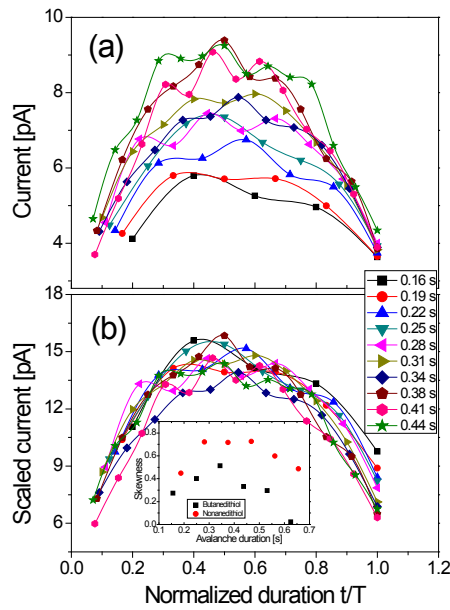 (a)
Current [pA]
10
8
6
4
(b)
Scaled current [pA]
18
15
12
9
6
0.16 s
0.19 s
0.22 s
0.25 s
0.28 s
0.31 s
0.34 s
0.38 s
0.41 s
0.44 s
Skewness
0.8
0.6
0.4
0.2
0.0
Butanedithiol
Nonanedithiol
0.1 0.2 0.3 0.4 0.5 0.6 0.7
Avalanche duration [s]
0.0 0.2 0.4 0.6 0.8 1.0 1.2
Normalized duration t/T